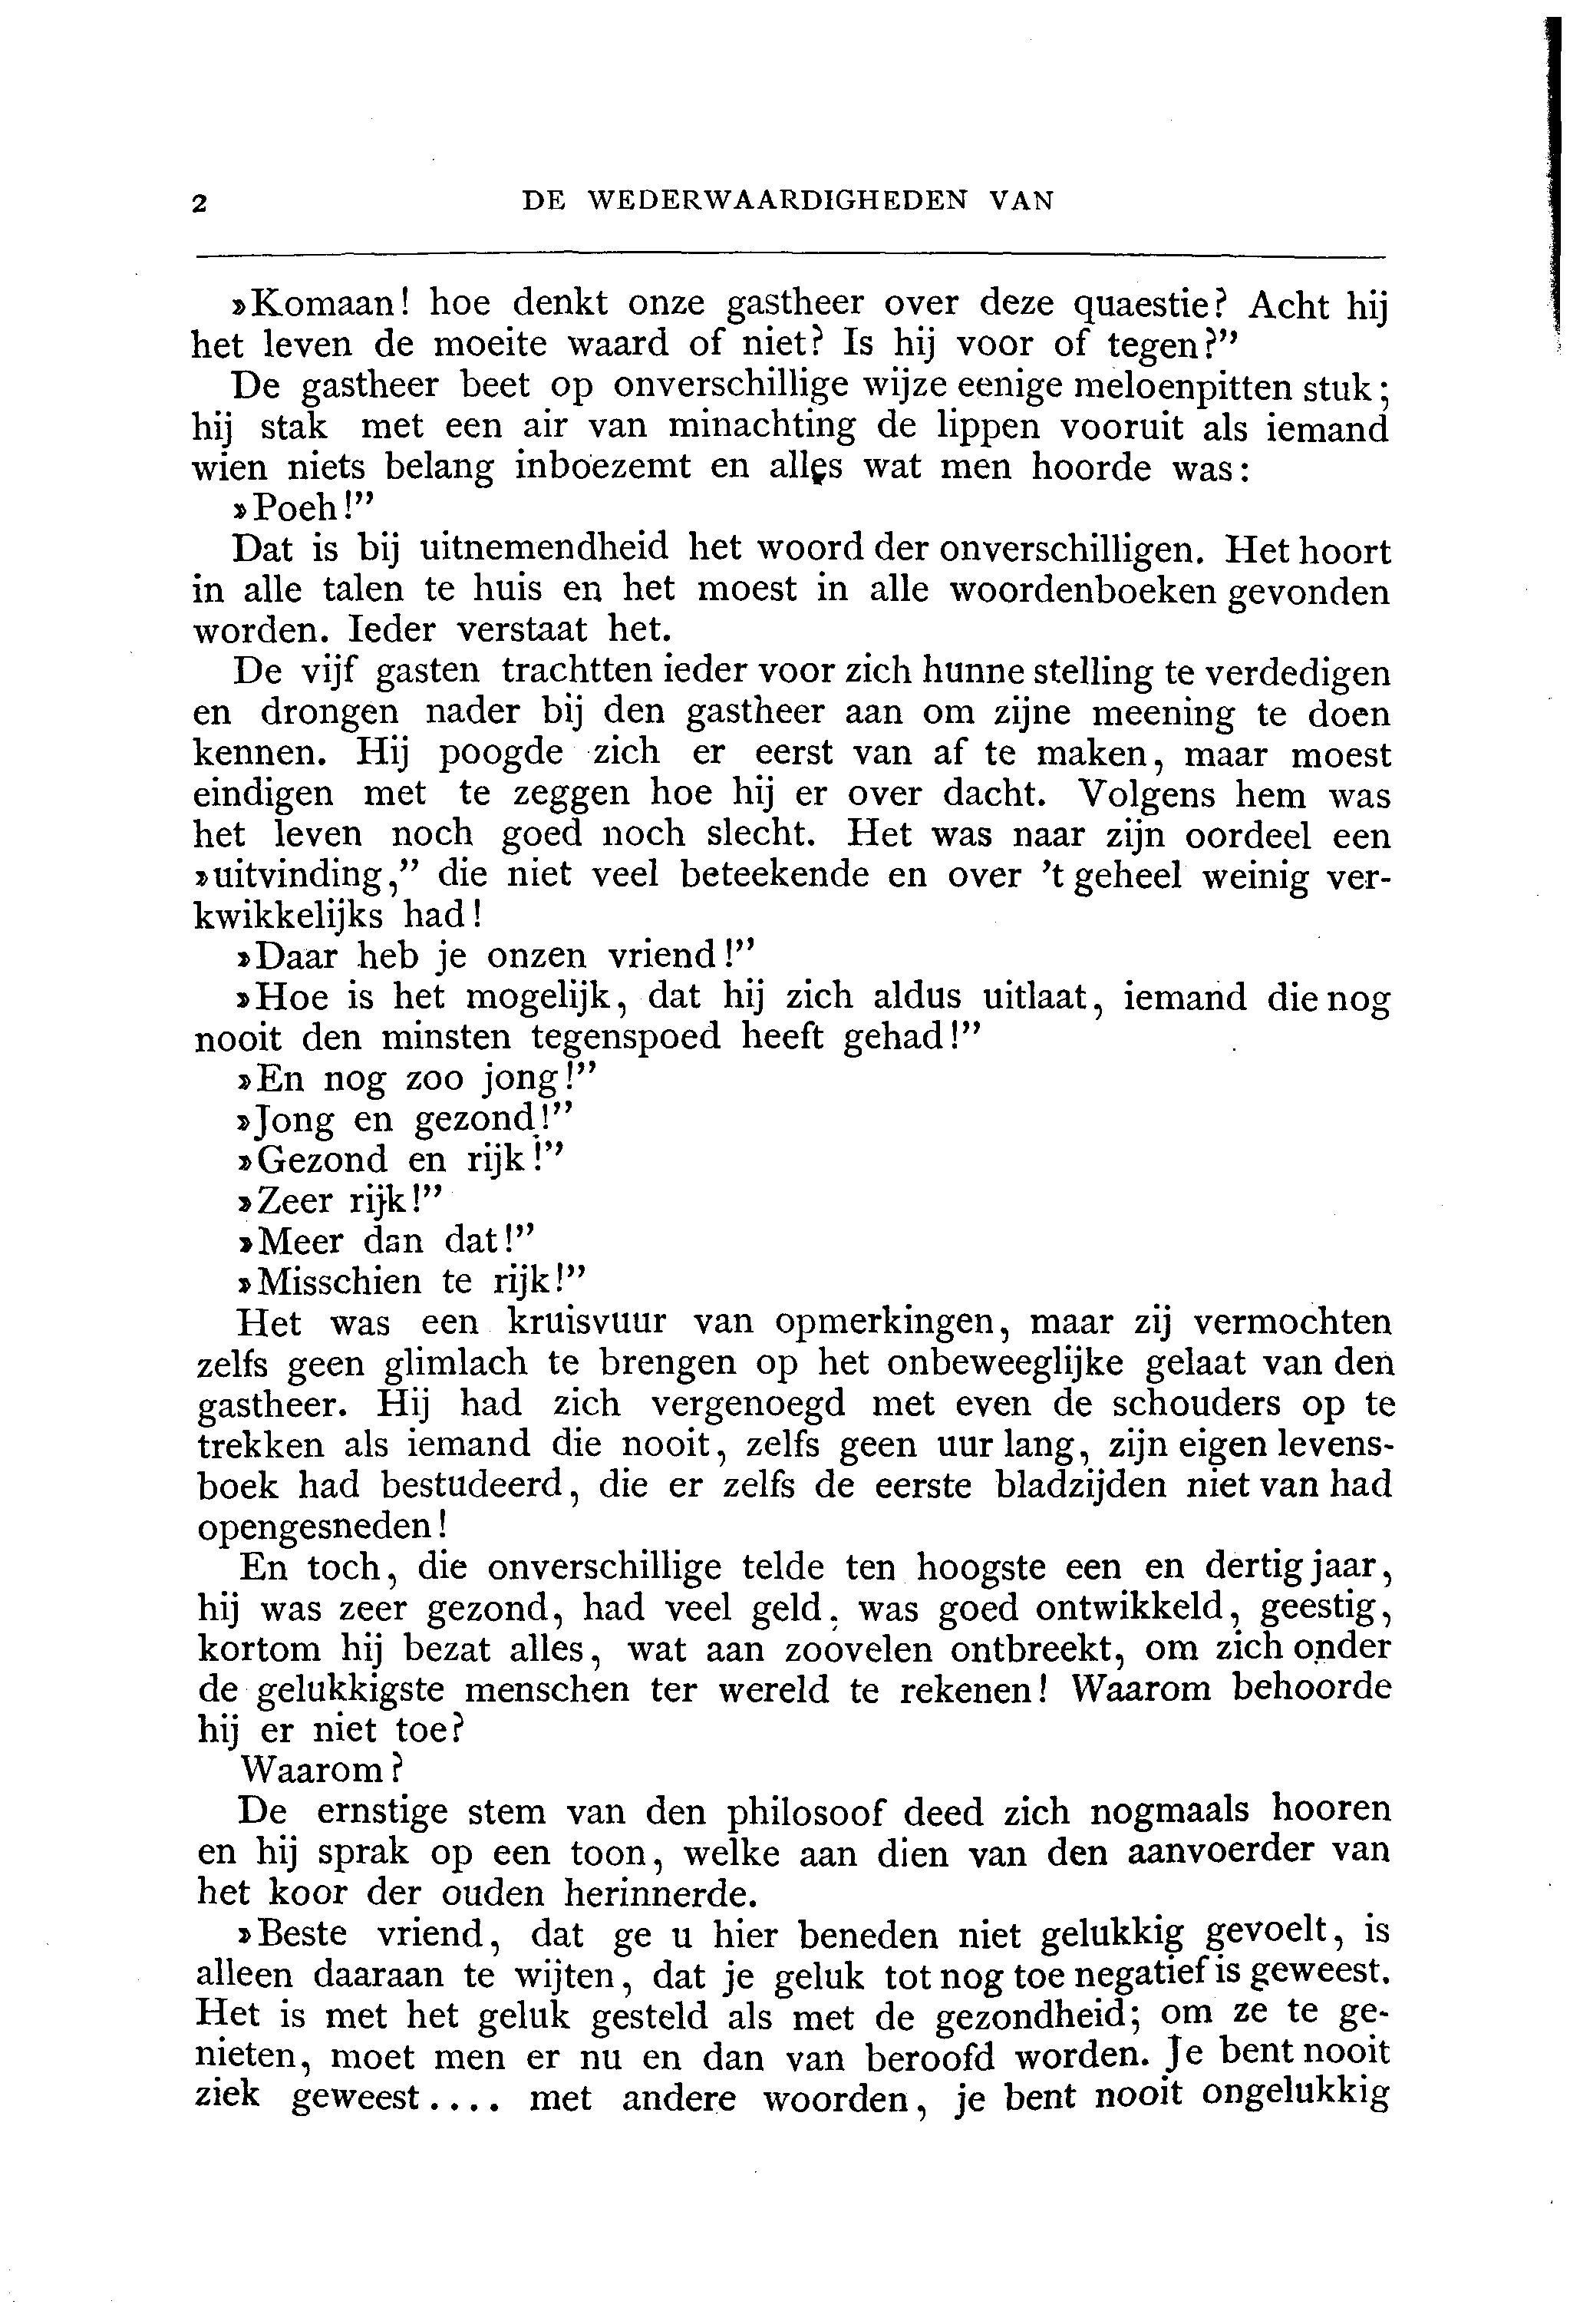 2 DE WEDERWAARDIGHEDEN VAN
»Komaan! hoe denkt onze gastheer over deze quaestie? Acht hij
het leven de moeite waard of niet? Is hij voor of tegen?”
De gastheer beet op onverschillige wijze eenige meloenpitten stuk;
hij stak met een air van minachting de lippen vooruit als iemand
wien niets belang inboezemt en alles wat men hoorde was:
»Poeh!”
Dat is bij uitnemendheid het woord der onverschilligen. Het hoort
in alle talen te huis en het moest in alle woordenboeken gevonden
worden. Ieder verstaat het.
De vijf gasten trachtten ieder voor zich hunne stelling te verdedigen
en drongen nader bij den gastheer aan om zijne meening te doen
kennen. Hij poogde zich er eerst van af te maken, maar moest
eindigen met te zeggen hoe hij er over dacht. Volgens hem was
het leven noch goed noch slecht. Het was naar zijn oordeel een
»uitvinding,” die niet veel beteekende en over ’t geheel weinig ver-
kwikkelijks had!
»Daar heb je onzen vriend!”
»Hoe is het mogelijk, dat hij zich aldus uitlaat, iemand die nog
nooit den minsten tegenspoed heeft gehad!”
»En nog zoo jong!”
»Jong en gezond!”
»Gezond en rijk!”
»Zeer rijk!”
»Meer dan dat!”
»Misschien te rijk!”
Het was een kruisvuur van opmerkingen, maar zij vermochten
zelfs geen glimlach te brengen op het onbeweeglijke gelaat van den
gastheer. Hij had zich vergenoegd met even de schouders op te
trekken als iemand die nooit, zelfs geen uur lang, zijn eigen levens-
boek had bestudeerd, die er zelfs de eerste bladzijden niet van had
opengesneden!
En toch, die onverschillige telde ten hoogste een en dertig jaar,
hij was zeer gezond, had veel geld, was goed ontwikkeld, geestig,
kortom hij bezat alles, wat aan zoovelen ontbreekt, om zich onder
de gelukkigste menschen ter wereld te rekenen! Waarom behoorde
hij er niet toe?
Waarom?
De ernstige stem van den philosoof deed zich nogmaals hooren
en hij sprak op een toon, welke aan dien van den aanvoerder van
het koor der ouden herinnerde.
»Beste vriend, dat ge u hier beneden niet gelukkig gevoelt, is
alleen daaraan te wijten, dat je geluk tot nog toe negatief is geweest.
Het is met het geluk gesteld als met de gezondheid; om ze te ge-
nieten, moet men er nu en dan van beroofd worden. Je bent nooit
ziek geweest.... met andere woorden, je bent nooit ongelukkig